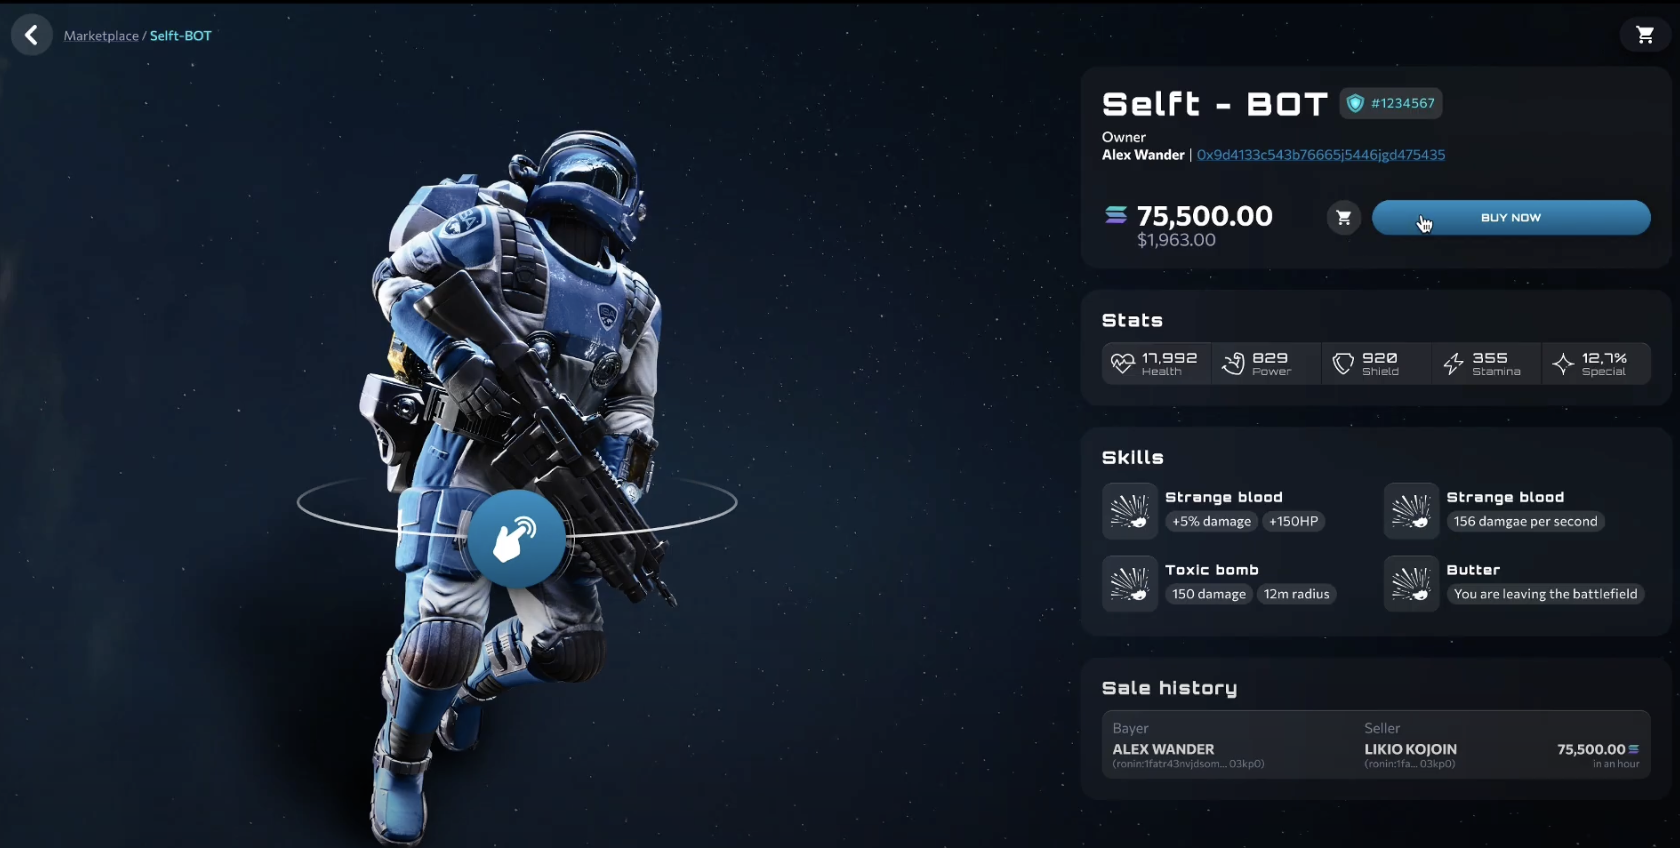 Marketplace / Selft-BOT
Selft - BOT
#1234567
Owner
Alex Wander | 0x9d4133c543b76665j5446jgd475435
75,500.00
BUY NOW
$1,963.00
Stats
17,992
Health
829
Power
920
Shield
355
Stamina
12,7%
Special
Skills
Strange blood
+5% damage +150HP
Strange blood
156 damgae per second
Toxic bomb
150 damage 12m radius
Butter
You are leaving the battlefield
Sale history
Bayer
ALEX WANDER
(ronin:1fatr43nvjdsom... 03kp0)
Seller
LIKIO KOJOIN
(ronin:1fa... 03kp0)
75,500.00
in an hour